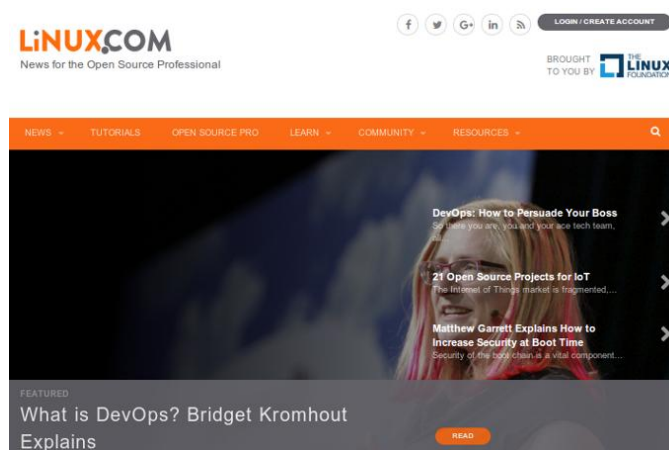 LiNUX.COM
News for the Open Source Professional
f
G+
in
LOGIN / CREATE ACCOUNT
BROUGHT
TO YOU BY
THE
LINUX
FOUNDATION
NEWS
TUTORIALS
OPEN SOURCE PRO
LEARN
COMMUNITY
RESOURCES
DevOps: How to Persuade Your Boss
So there you are, you and your ace tech team,
21 Open Source Projects for IoT
The Internet of Things market is fragmented,...
Matthew Garrett Explains How to
Increase Security at Boot Time
Security of the boot chain is a vital component...
FEATURED
What is DevOps? Bridget Kromhout
Explains
READ